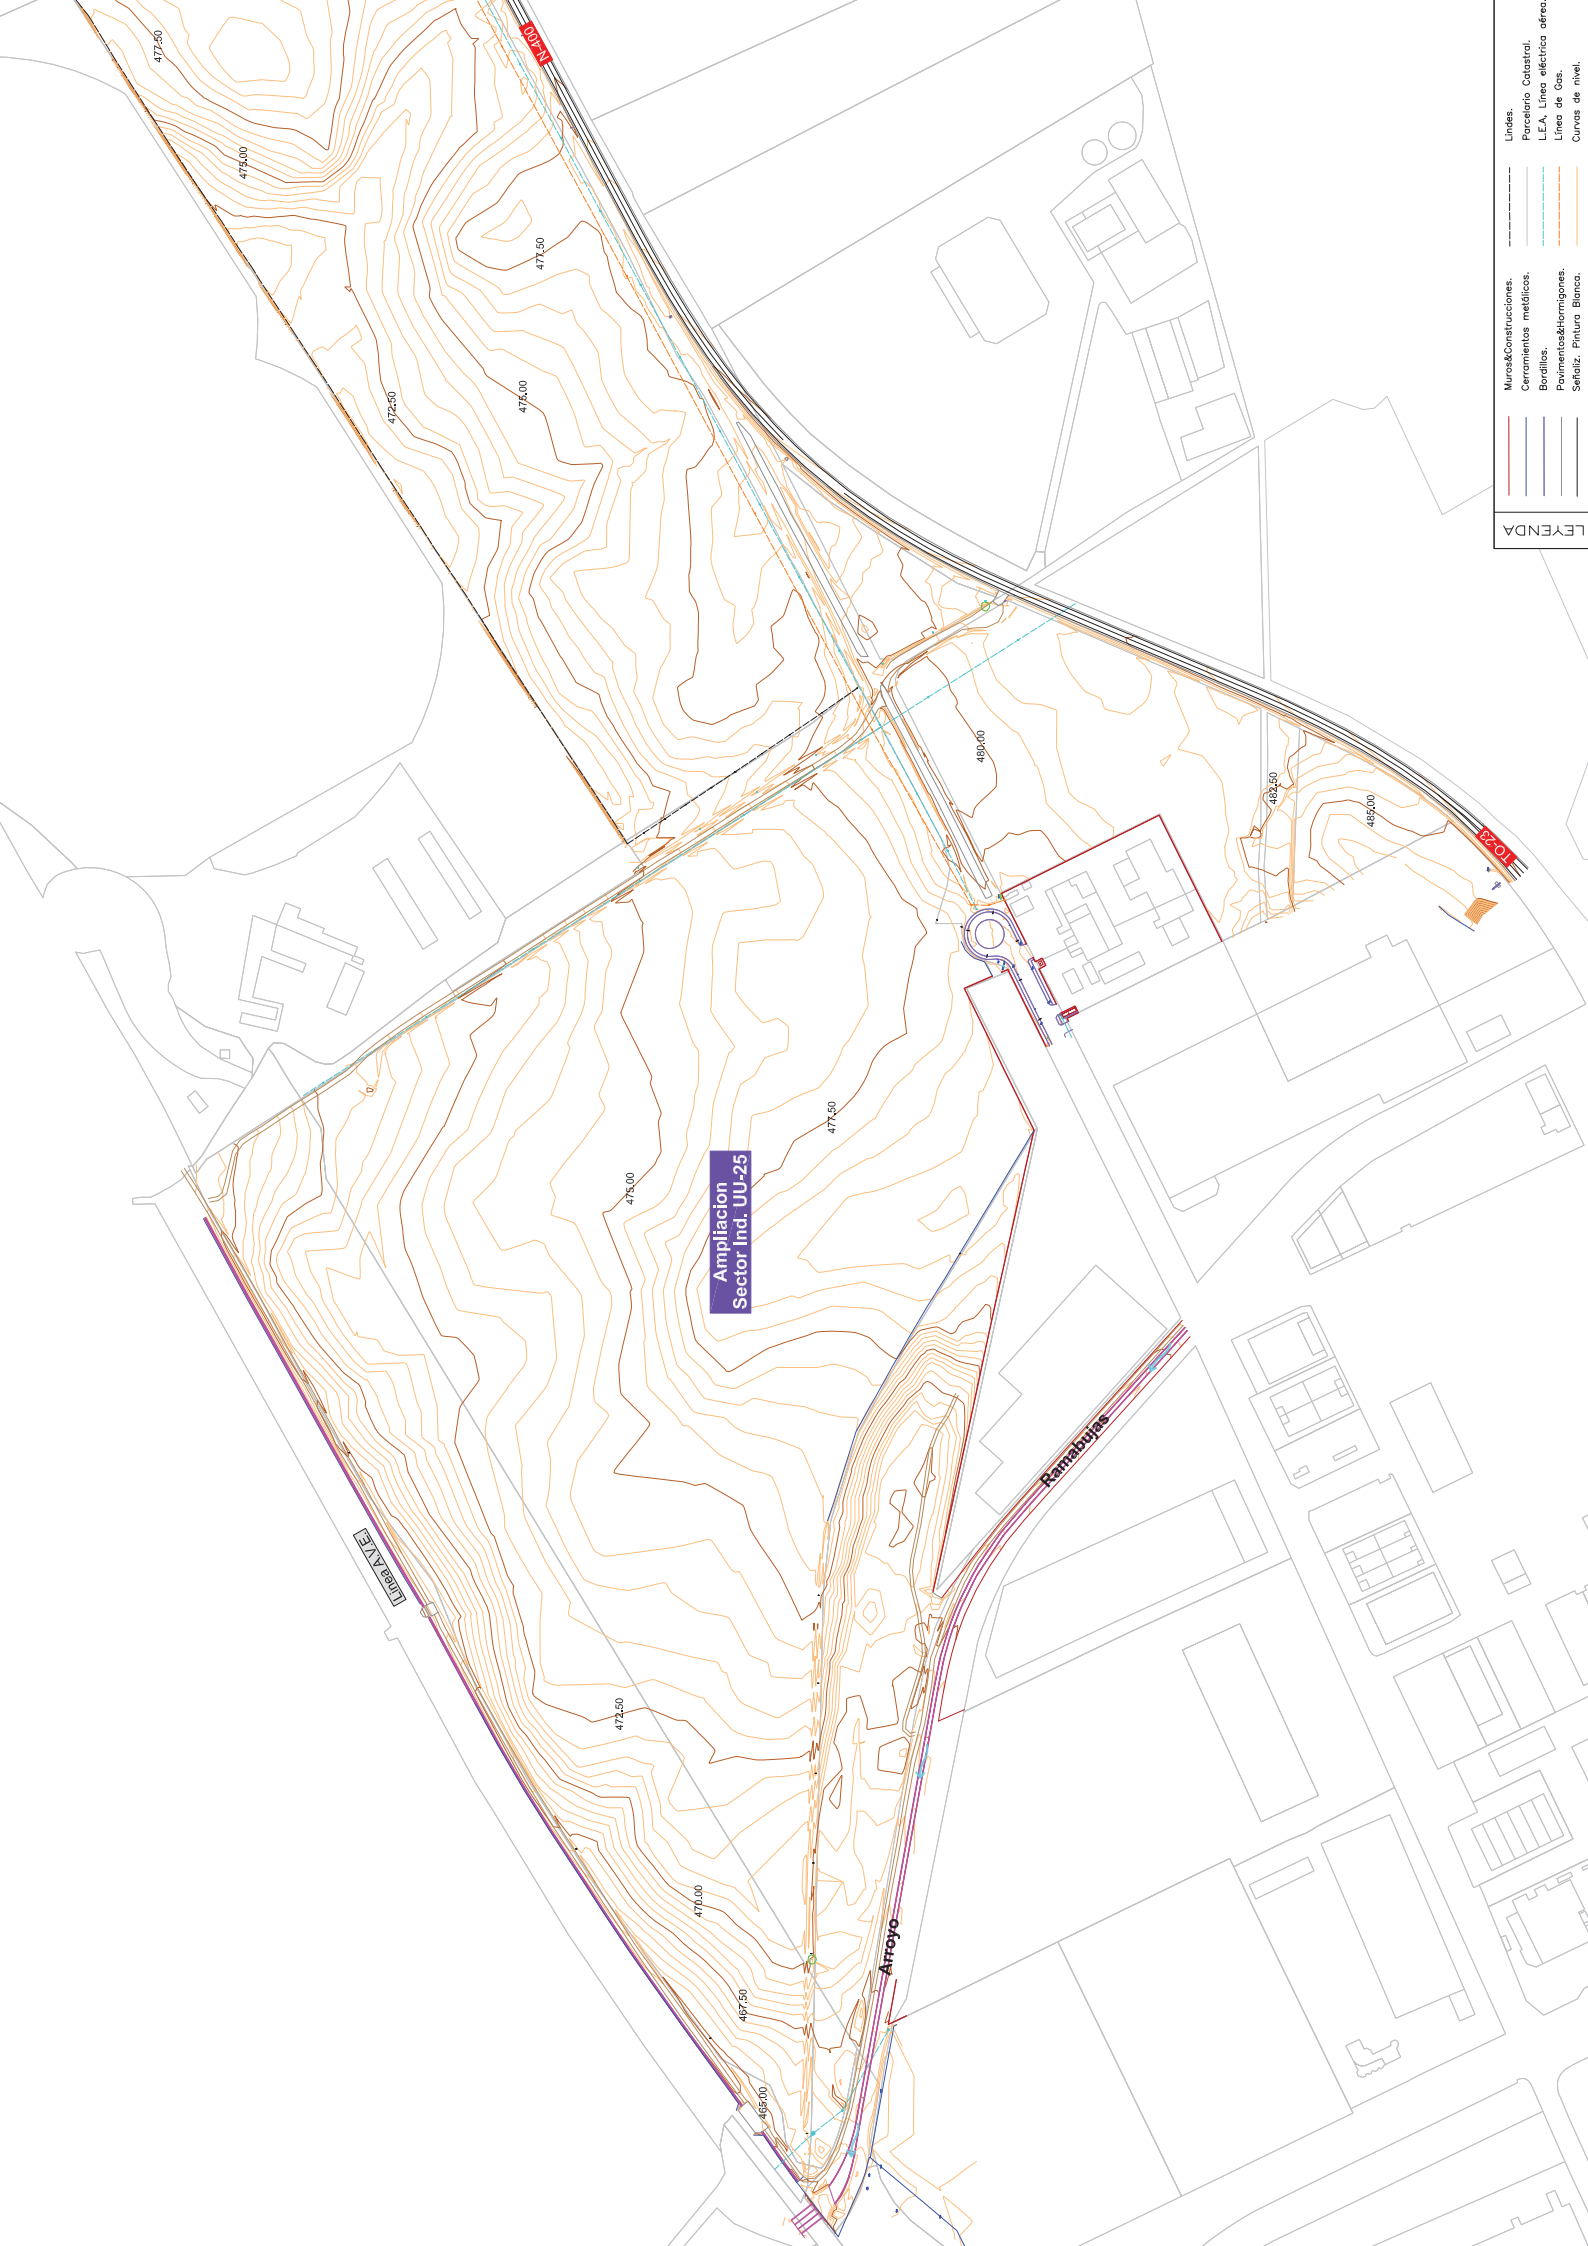 477.50
N-400
475.00
477.50
472.50
475.00
480.00
482.50
485.00
TO-23
477.50
475.00
Ampliacion
Sector Ind. UU-25
Linea A.V.E.
Ramabujas
472.50
470.00
Arroyo
467.50
465.00
LEYENDA
Muros&Construcciones.
Cerramientos metálicos.
Bordillos.
Pavimentos&Hormigones.
Señaliz. Pintura Blanca.
Lindes.
Parcelario Catastral.
L.E.A, Línea eléctrica aérea.
Línea de Gas.
Curvas de nivel.